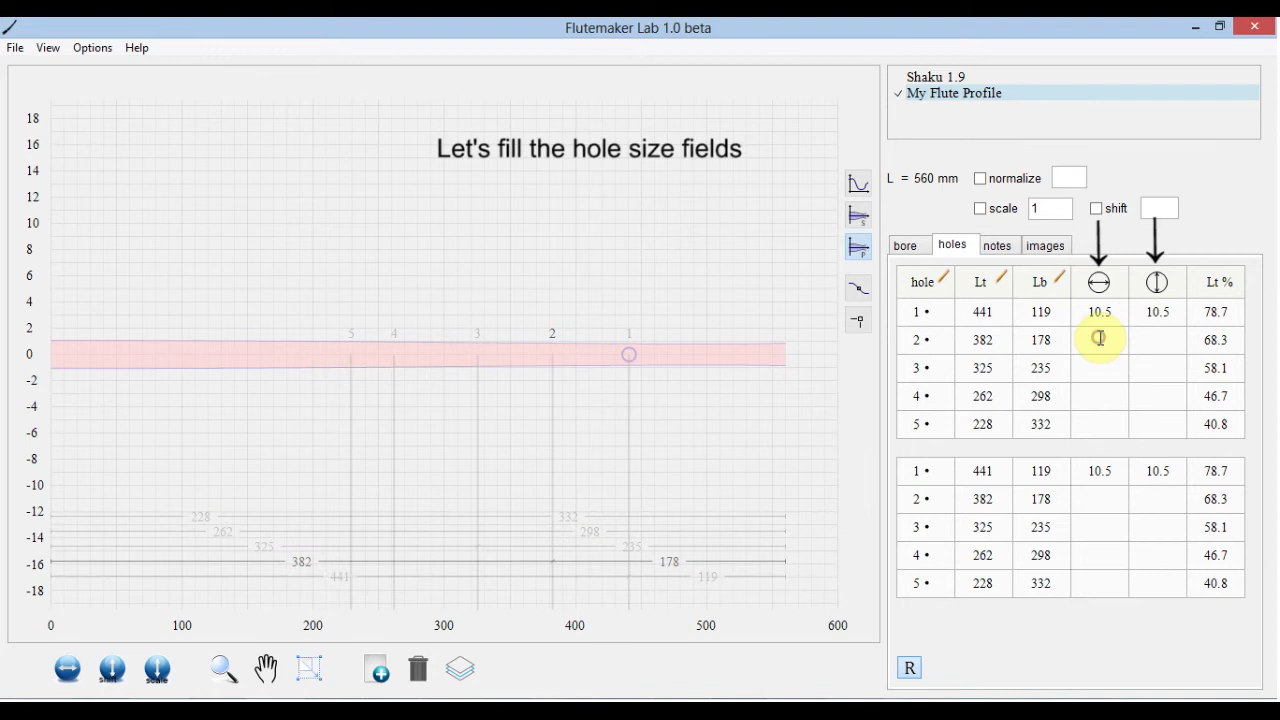 Flutemaker Lab 1.0 beta
File View Options Help
Let's fill the hole size fields
18
16
14
12
10
8
6
4
2
0
-2
-4
-6
-8
-10
-12
-14
-16
-18
5 4 3 2 1
228 332
262 298
325 235
382 178
441 119
0 100 200 300 400 500 600
S
P
shift
scale
Shaku 1.9
✓ My Flute Profile
L = 560 mm normalize
scale 1 shift
bore holes notes images
hole Lt Lb Lt %
1 • 441 119 10.5 10.5 78.7
2 • 382 178 68.3
3 • 325 235 58.1
4 • 262 298 46.7
5 • 228 332 40.8
1 • 441 119 10.5 10.5 78.7
2 • 382 178 68.3
3 • 325 235 58.1
4 • 262 298 46.7
5 • 228 332 40.8
R